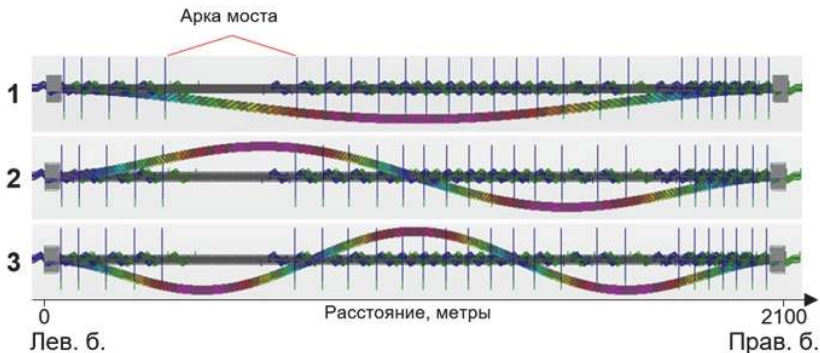 Арка моста
1
2
3
0
Расстояние, метры
2100
Лев. б.
Прав. б.